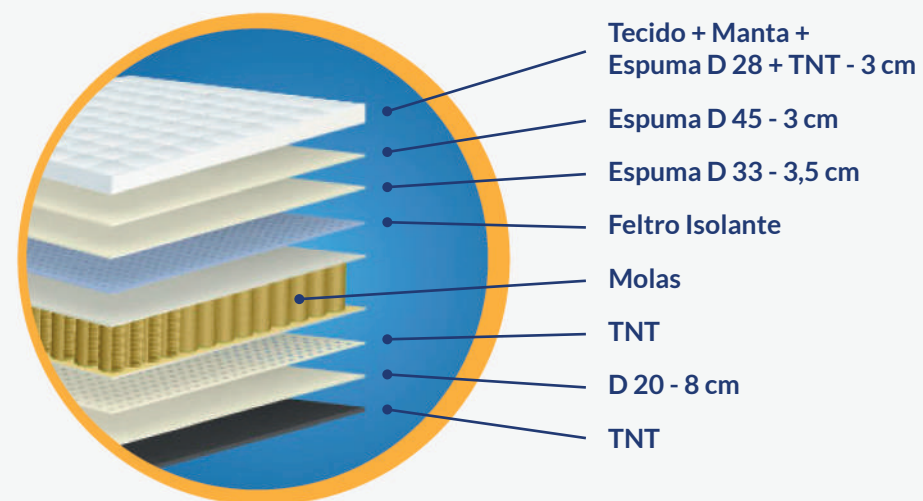 Tecido + Manta +
Espuma D 28 + TNT - 3 cm
Espuma D 45 - 3 cm
Espuma D 33 - 3,5 cm
Feltro Isolante
Molas
TNT
D 20 - 8 cm
TNT